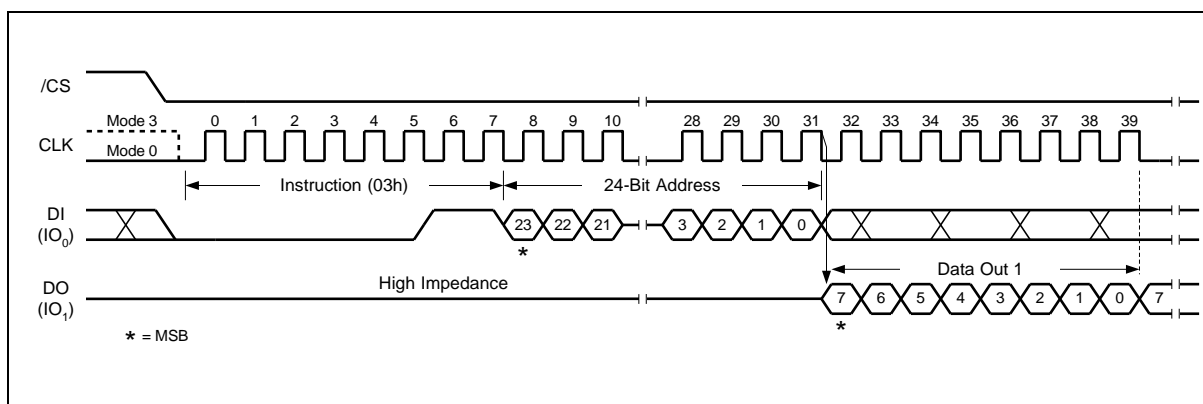 /CS
Mode 3
0 1 2 3 4 5 6 7 8 9 10 28 29 30 31 32 33 34 35 36 37 38 39
CLK
Mode 0
Instruction (03h)
24-Bit Address
DI
(IO0)
23 22 21 3 2 1 0
*
High Impedance
Data Out 1
DO
(IO1)
7 6 5 4 3 2 1 0 7
*
* = MSB